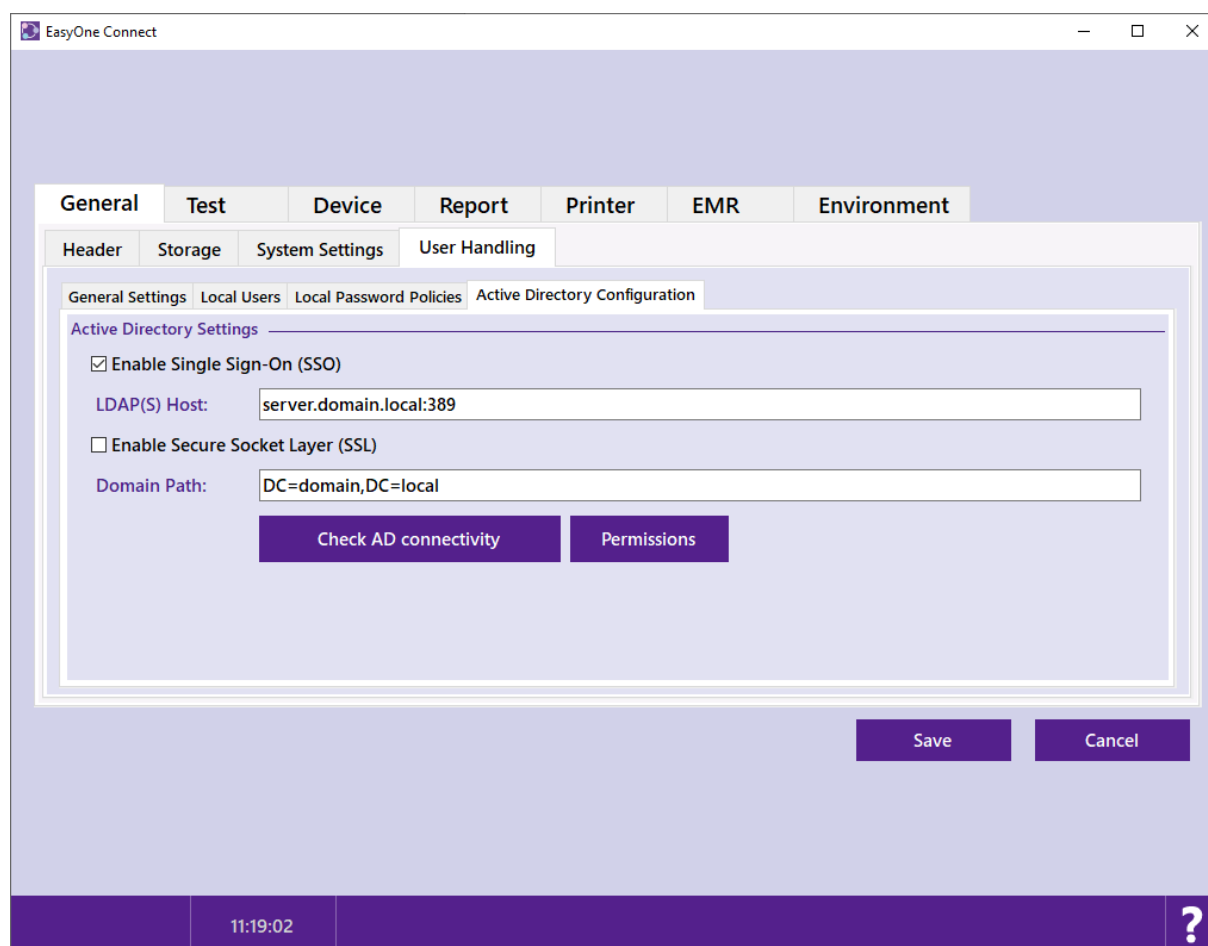 EasyOne Connect
General Test Device Report Printer EMR Environment
Header Storage System Settings User Handling
General Settings Local Users Local Password Policies Active Directory Configuration
Active Directory Settings
Enable Single Sign-On (SSO)
LDAP(S) Host: server.domain.local:389
Enable Secure Socket Layer (SSL)
Domain Path: DC=domain,DC=local
Check AD connectivity Permissions
Save Cancel
11:19:02 ?